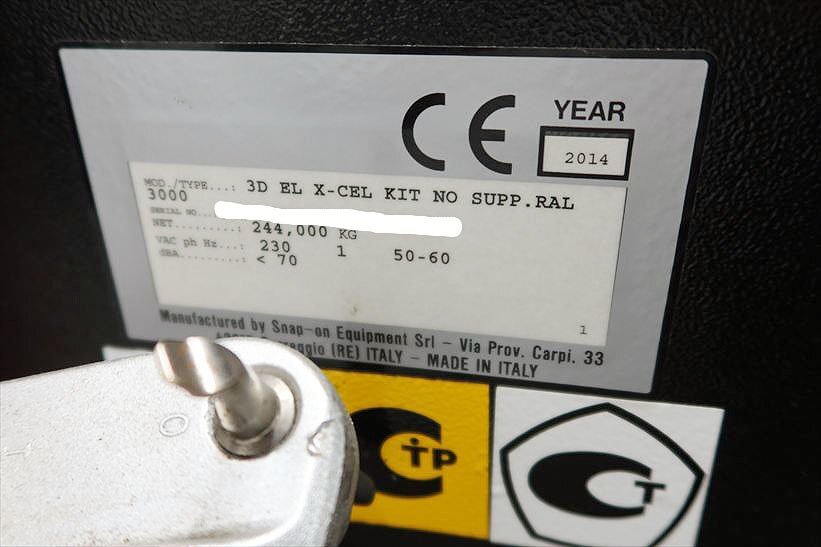 CE YEAR
2014
MOD./TYPE...: 3D EL X-CEL KIT NO SUPP.RAL
3000
SERIAL NO...
NET.........: 244,000 KG
VAC ph Hz...: 230 1 50-60
dBA.........: < 70
1
Manufactured by Snap-on Equipment Srl - Via Prov. Carpi. 33
(RE) ITALY - MADE IN ITALY
TP
T